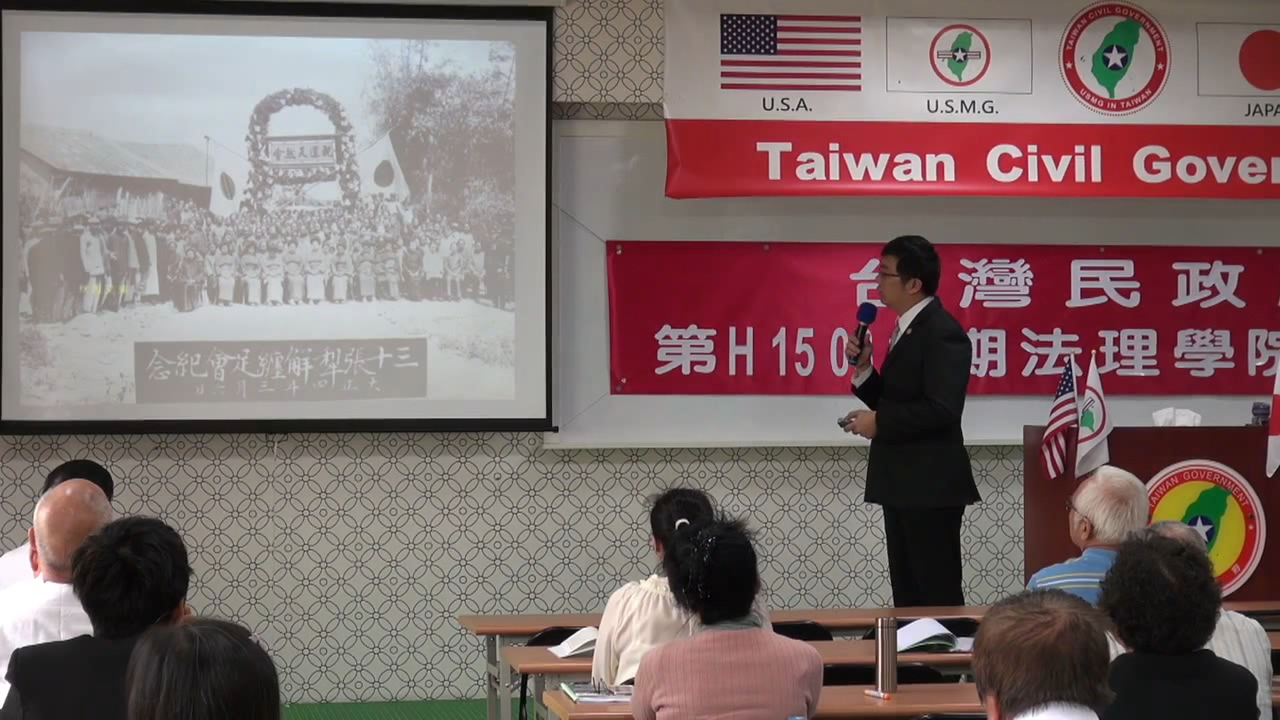 三十張犁解纏足會紀念
大正四年三月
U.S.A.
U.S.M.G.
TAIWAN CIVIL GOVERNMENT
USMG IN TAIWAN
JAPA
Taiwan Civil Gover
台灣民政
第H150 期法理學院
TAIWAN GOVERNMENT